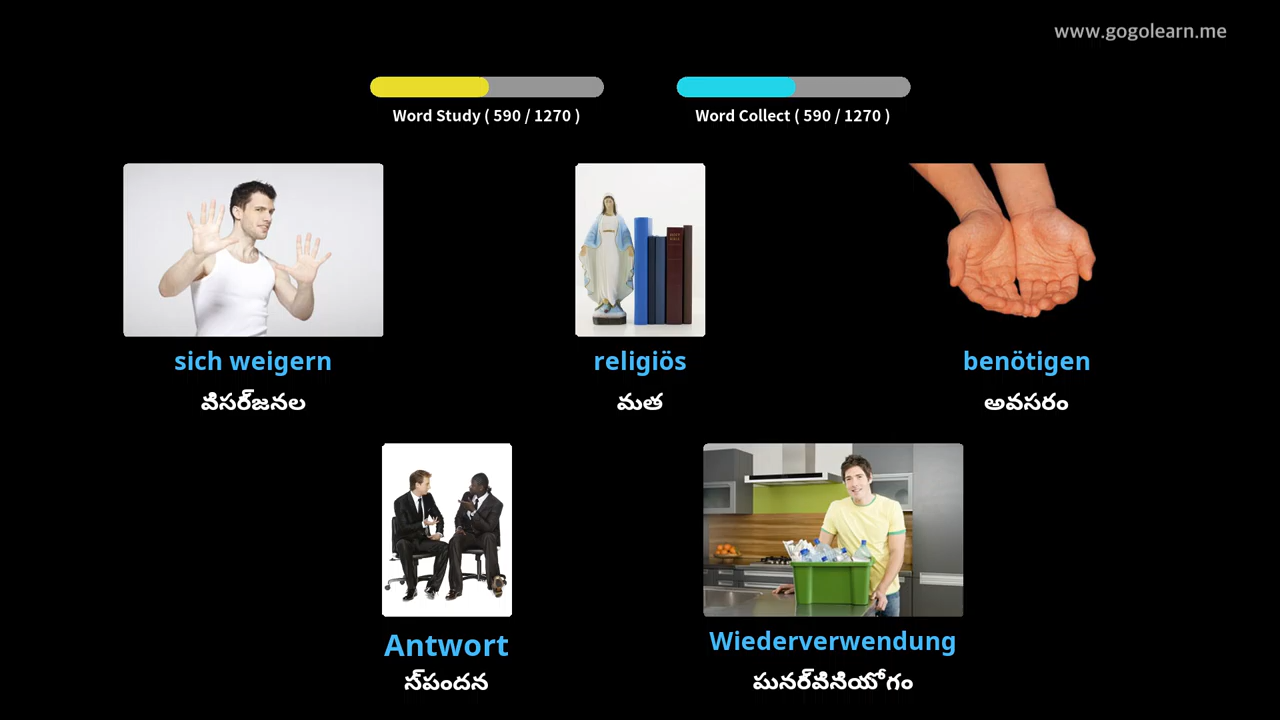 www.gogolearn.me
Word Study ( 590 / 1270 )
Word Collect ( 590 / 1270 )
sich weigern
religiös
benötigen
విసర్జనల
మత
అవసరం
Antwort
Wiederverwendung
స్పందన
పునర్వినియోగం